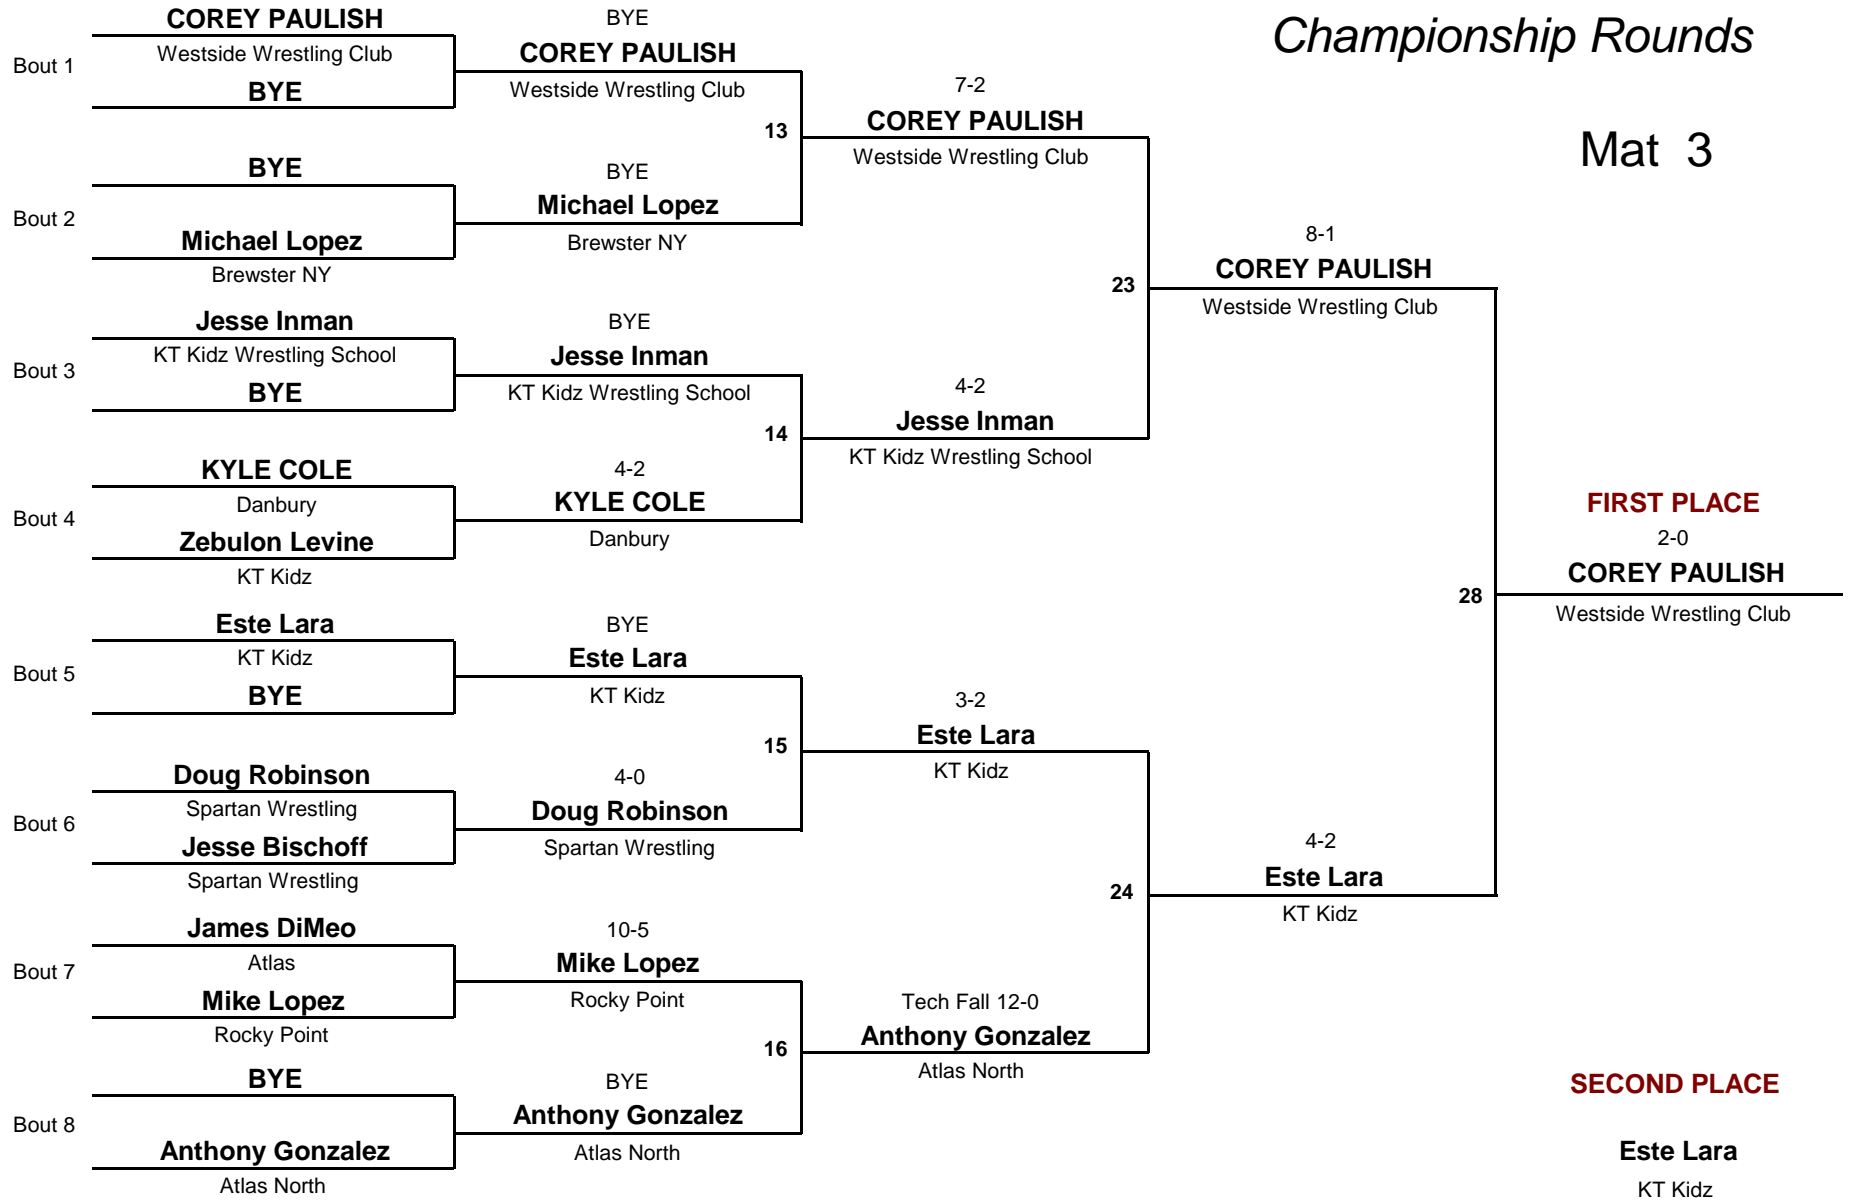 Championship Rounds
Mat 3
COREY PAULISH
Westside Wrestling Club
Bout 1
BYE
BYE
Bout 2
Michael Lopez
Brewster NY
Jesse Inman
KT Kidz Wrestling School
Bout 3
BYE
KYLE COLE
Danbury
Bout 4
Zebulon Levine
KT Kidz
Este Lara
KT Kidz
Bout 5
BYE
Doug Robinson
Spartan Wrestling
Bout 6
Jesse Bischoff
Spartan Wrestling
James DiMeo
Atlas
Bout 7
Mike Lopez
Rocky Point
BYE
Bout 8
Anthony Gonzalez
Atlas North
BYE
COREY PAULISH
Westside Wrestling Club
13
BYE
Michael Lopez
Brewster NY
BYE
Jesse Inman
KT Kidz Wrestling School
14
4-2
KYLE COLE
Danbury
BYE
Este Lara
KT Kidz
15
4-0
Doug Robinson
Spartan Wrestling
10-5
Mike Lopez
Rocky Point
16
BYE
Anthony Gonzalez
Atlas North
7-2
COREY PAULISH
Westside Wrestling Club
23
4-2
Jesse Inman
KT Kidz Wrestling School
3-2
Este Lara
KT Kidz
24
Tech Fall 12-0
Anthony Gonzalez
Atlas North
8-1
COREY PAULISH
Westside Wrestling Club
28
4-2
Este Lara
KT Kidz
FIRST PLACE
2-0
COREY PAULISH
Westside Wrestling Club
SECOND PLACE
Este Lara
KT Kidz